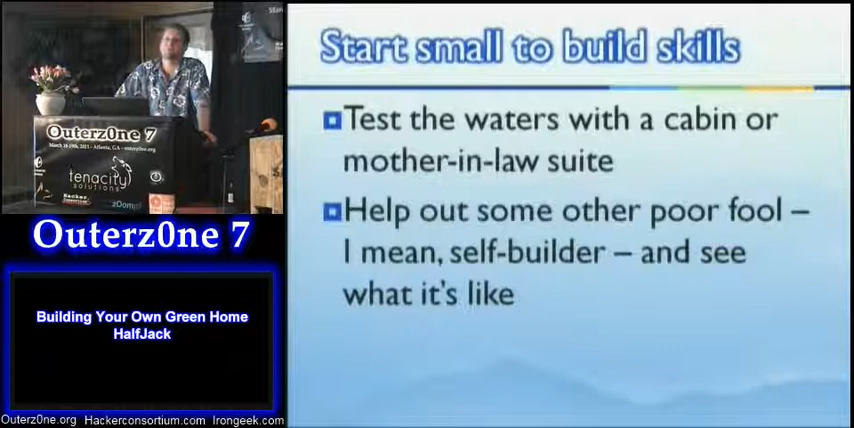 Start small to build skills
Test the waters with a cabin or
mother-in-law suite
Help out some other poor fool –
I mean, self-builder – and see
what it's like
Outerz0ne 7
tenacity
solutions
Hacker
Consortium
Outerz0ne 7
Building Your Own Green Home
HalfJack
Outerz0ne.org Hackerconsortium.com Irongeek.com